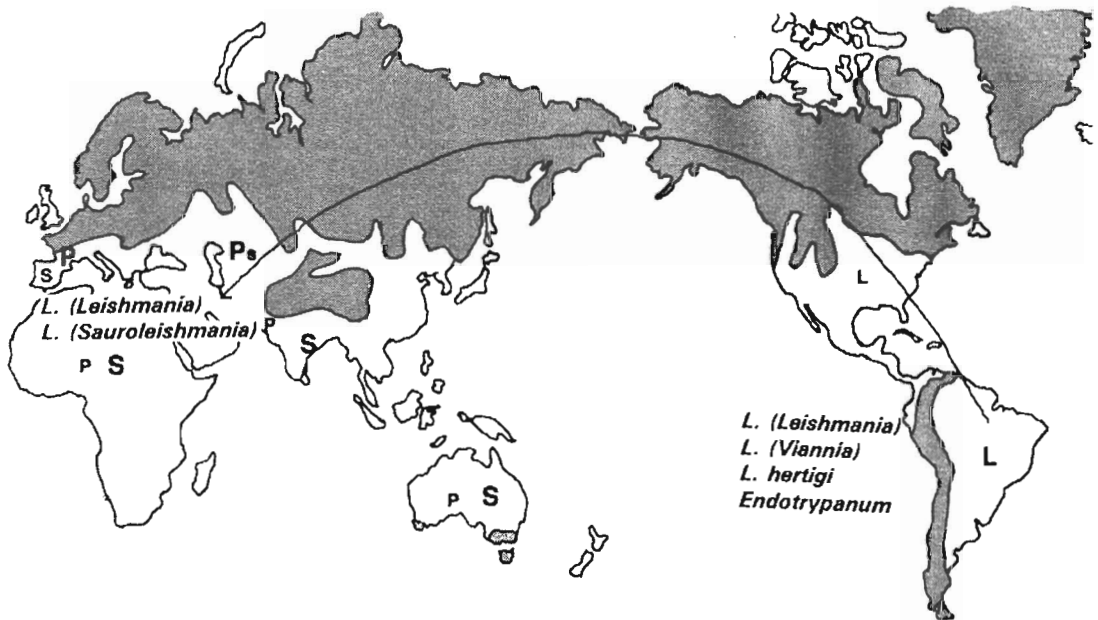 P
Ps
S
L. (Leishmania)
L. (Sauroleishmania)
P
S
P S
P S
L
L. (Leishmania)
L. (Viannia)
L. hertigi
Endotrypanum
L